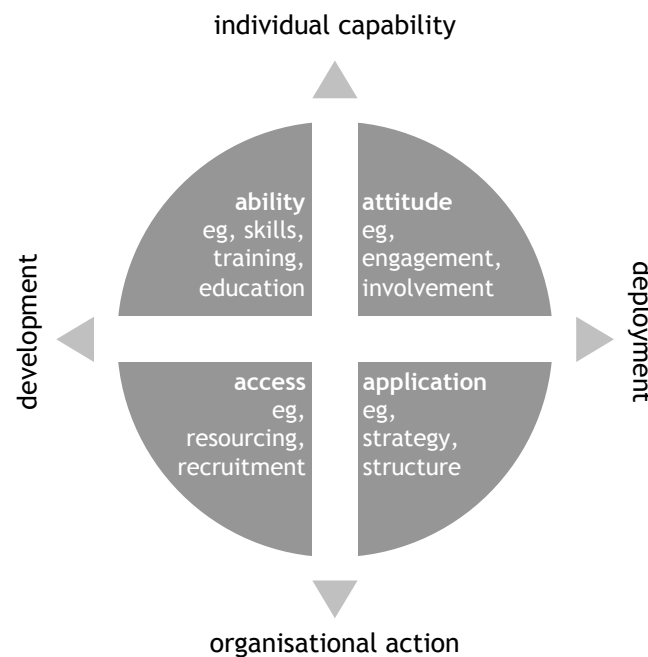 individual capability
ability
eg, skills,
training,
education
attitude
eg,
engagement,
involvement
development
deployment
access
eg,
resourcing,
recruitment
application
eg,
strategy,
structure
organisational action